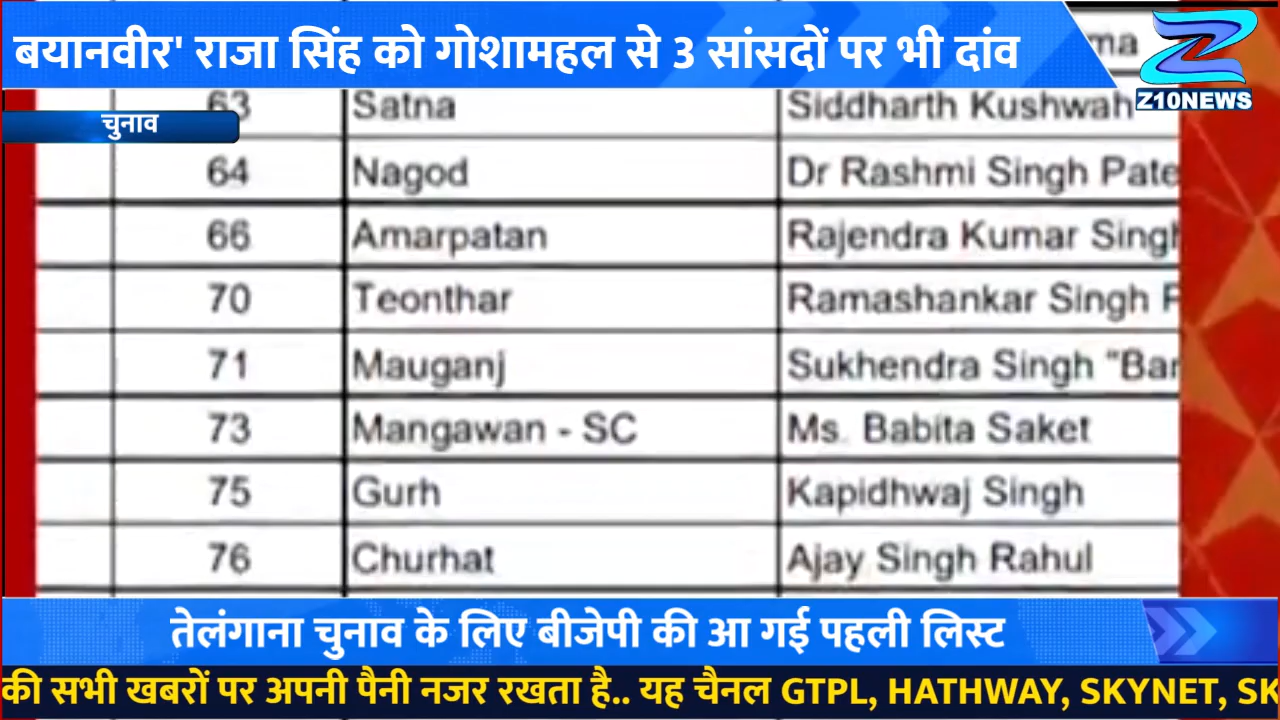 बयानवीर' राजा सिंह को गोशामहल से 3 सांसदों पर भी दांव
Z10NEWS
चुनाव
63 Satna Siddharth Kushwah
64 Nagod Dr Rashmi Singh Pate
66 Amarpatan Rajendra Kumar Singh
70 Teonthar Ramashankar Singh
71 Mauganj Sukhendra Singh "Bar
73 Mangawan - SC Ms. Babita Saket
75 Gurh Kapidhwaj Singh
76 Churhat Ajay Singh Rahul
तेलंगाना चुनाव के लिए बीजेपी की आ गई पहली लिस्ट
की सभी खबरों पर अपनी पैनी नजर रखता है.. यह चैनल GTPL, HATHWAY, SKYNET, SK